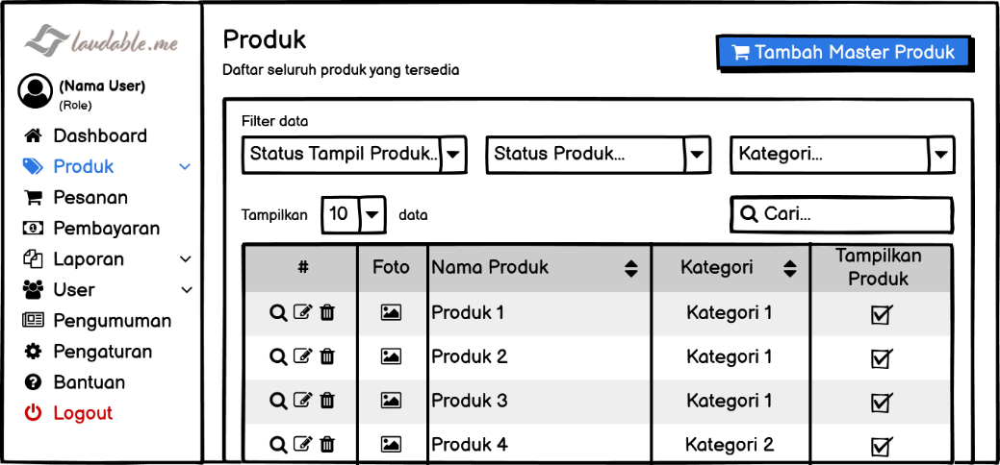 laudable.me
(Nama User)
(Role)
Dashboard
Produk
Pesanan
Pembayaran
Laporan
User
Pengumuman
Pengaturan
Bantuan
Logout
Produk
Daftar seluruh produk yang tersedia
Tambah Master Produk
Filter data
Status Tampil Produk..
Status Produk...
Kategori...
Tampilkan 10 data
Cari...
# Foto Nama Produk Kategori Tampilkan
Produk
Produk 1 Kategori 1
Produk 2 Kategori 1
Produk 3 Kategori 1
Produk 4 Kategori 2